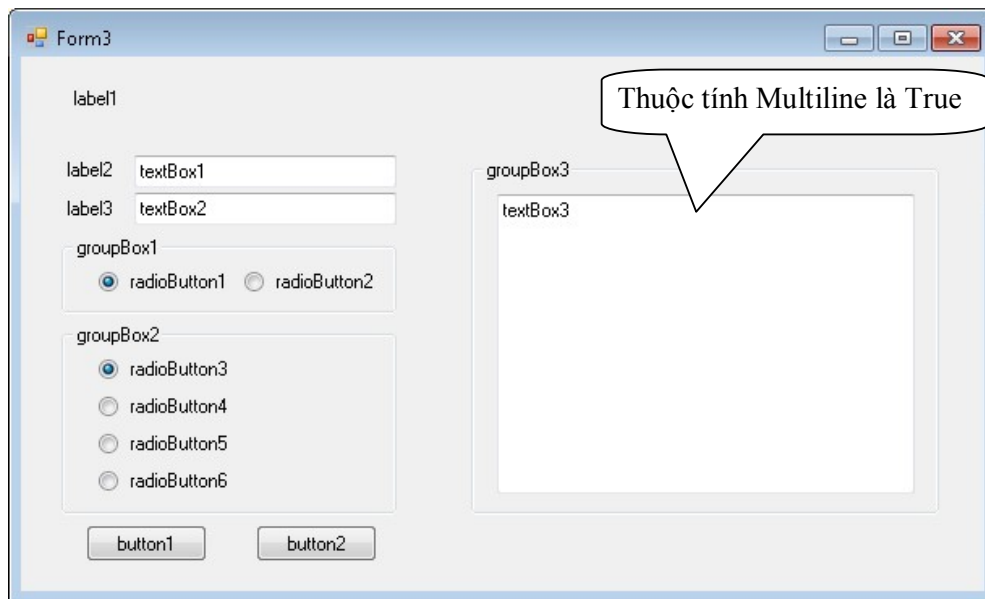 Form3
label1
Thuộc tính Multiline là True
label2 textBox1
label3 textBox2
groupBox1
radioButton1 radioButton2
groupBox2
radioButton3
radioButton4
radioButton5
radioButton6
button1 button2
groupBox3
textBox3